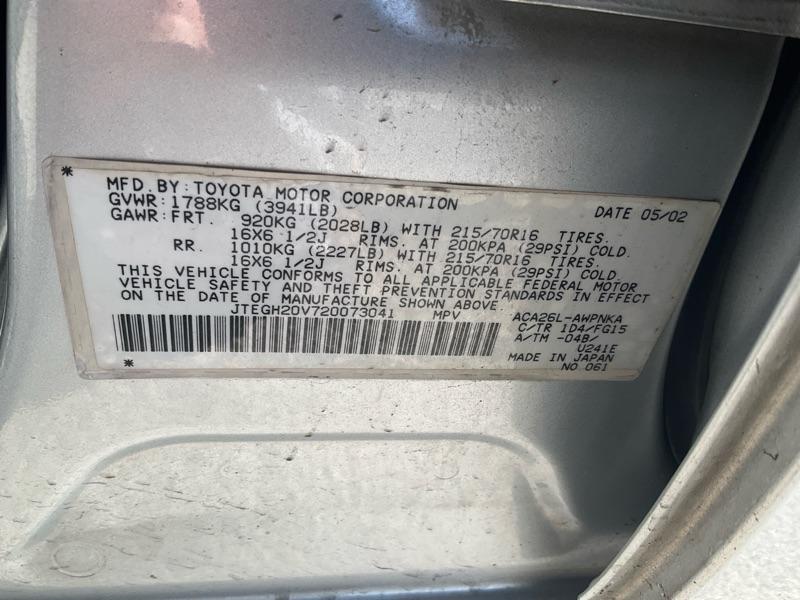 MFD.BY:TOYOTA MOTOR CORPORATION DATE 05/02
GVWR:1788KG (3941LB)
GAWR:FRT. 920KG (2028LB) WITH 215/70R16 TIRES.
16X6 1/2J RIMS. AT 200KPA (29PSI) COLD.
RR. 1010KG (2227LB) WITH 215/70R16 TIRES.
16X6 1/2J RIMS. AT 200KPA (29PSI) COLD.
THIS VEHICLE CONFORMS TO ALL APPLICABLE FEDERAL MOTOR
VEHICLE SAFETY AND THEFT PREVENTION STANDARDS IN EFFECT
ON THE DATE OF MANUFACTURE SHOWN ABOVE.
JTEGH20V720073041 MPV ACA26L-AWPNKA
C/TR 1D4/FG15
A/TM -04B/
U241E
MADE IN JAPAN
NO 061